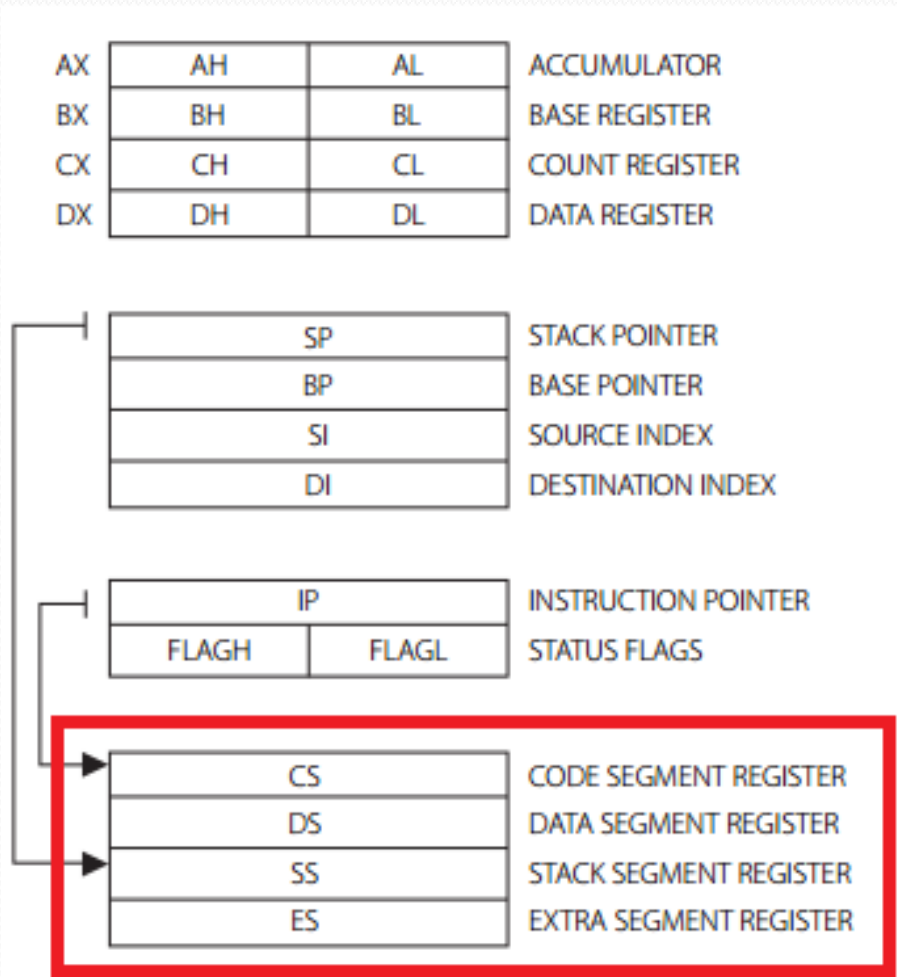 AX AH AL ACCUMULATOR
BX BH BL BASE REGISTER
CX CH CL COUNT REGISTER
DX DH DL DATA REGISTER
SP STACK POINTER
BP BASE POINTER
SI SOURCE INDEX
DI DESTINATION INDEX
IP INSTRUCTION POINTER
FLAGH FLAGL STATUS FLAGS
CS CODE SEGMENT REGISTER
DS DATA SEGMENT REGISTER
SS STACK SEGMENT REGISTER
ES EXTRA SEGMENT REGISTER